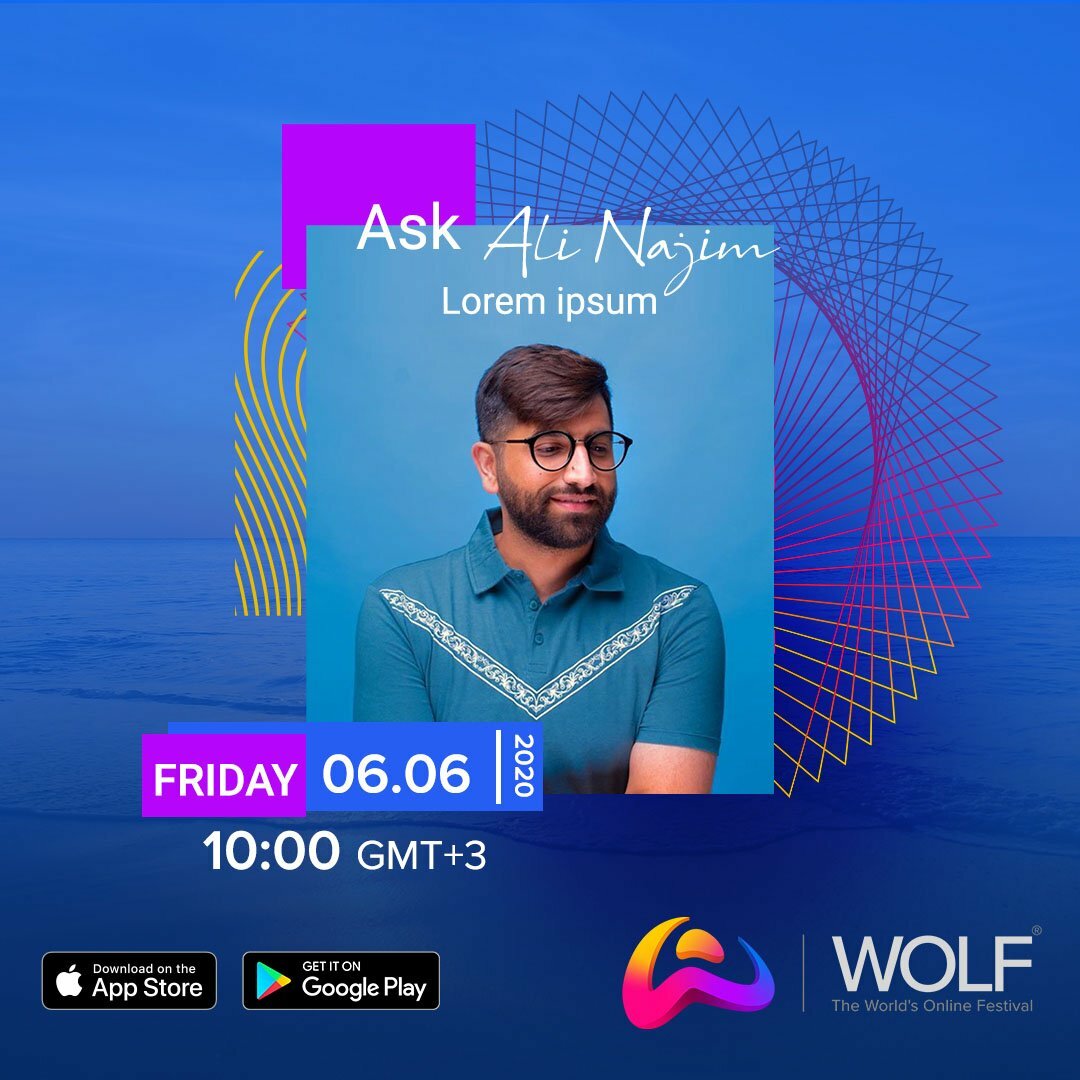 Ask Ali Najim
Lorem ipsum
FRIDAY 06.06 2020
10:00 GMT+3
Download on the
App Store
GET IT ON
Google Play
WOLF®
The World's Online Festival